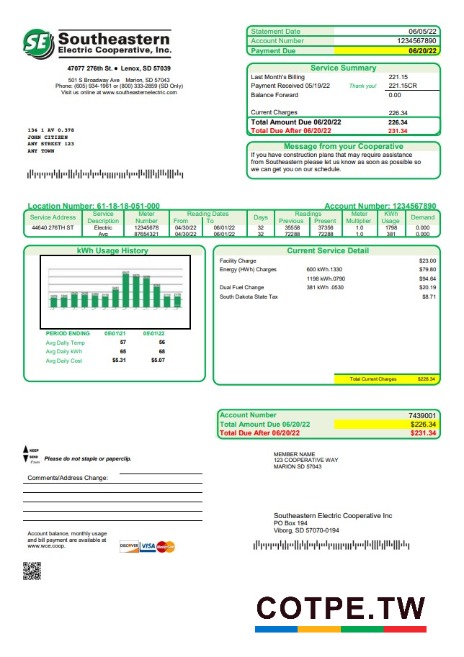 SE Southeastern
Electric Cooperative, Inc.
47077 276th St. ● Lenox, SD 57039
501 S Broadway Ave Marion, SD 57043
Phone: (605) 934-1961 or (800) 333-2859 (SD Only)
Visit us online at www.southeasternelectric.com
Statement Date 06/05/22
Account Number 1234567890
Payment Due 06/20/22
Service Summary
Last Month's Billing 221.15
Payment Received 05/19/22 Thank you! 221.15CR
Balance Forward 0.00
Current Charges 226.34
Total Amount Due 06/20/22 226.34
Total Due After 06/20/22 231.34
Message from your Cooperative
If you have construction plans that may require assistance
from Southeastern please let us know as soon as possible so
we can get you on our schedule.
134 1 AV 0.378
JOHN CITIZEN
ANY STREET 123
ANY TOWN
Location Number: 61-18-18-051-000 Account Number: 1234567890
Service Address Service Description Meter Number Reading Dates From To Days Readings Previous Present Meter Multiplier KWH Usage Demand
44640 276TH ST Electric 12345678 04/30/22 06/01/22 32 35558 37356 1.0 1798 0.000
Avr 87654321 04/30/22 06/01/22 32 72288 72288 1.0 381 0.000
kWh Usage History
PERIOD ENDING 06/01/21 06/01/22
Avg Daily Temp 57 56
Avg Daily kWh 65 68
Avg Daily Cost $5.31 $5.07
Current Service Detail
Facility Charge $23.00
Energy (kWh) Charges 600 kWh .1330 $79.80
1198 kWh .0790 $94.64
Dual Fuel Change 381 kWh .0530 $20.19
South Dakota State Tax $8.71
Total Current Charges $226.34
Account Number 7439001
Total Amount Due 06/20/22 $226.34
Total Due After 06/20/22 $231.34
KEEP
SEND
Please do not staple or paperclip.
Comments/Address Change:
MEMBER NAME
123 COOPERATIVE WAY
MARION SD 57043
Account balance, monthly usage
and bill payment are available at
www.wce.coop.
DISCOVER VISA MasterCard
Southeastern Electric Cooperative Inc
PO Box 194
Viborg, SD 57070-0194
COTPE.TW